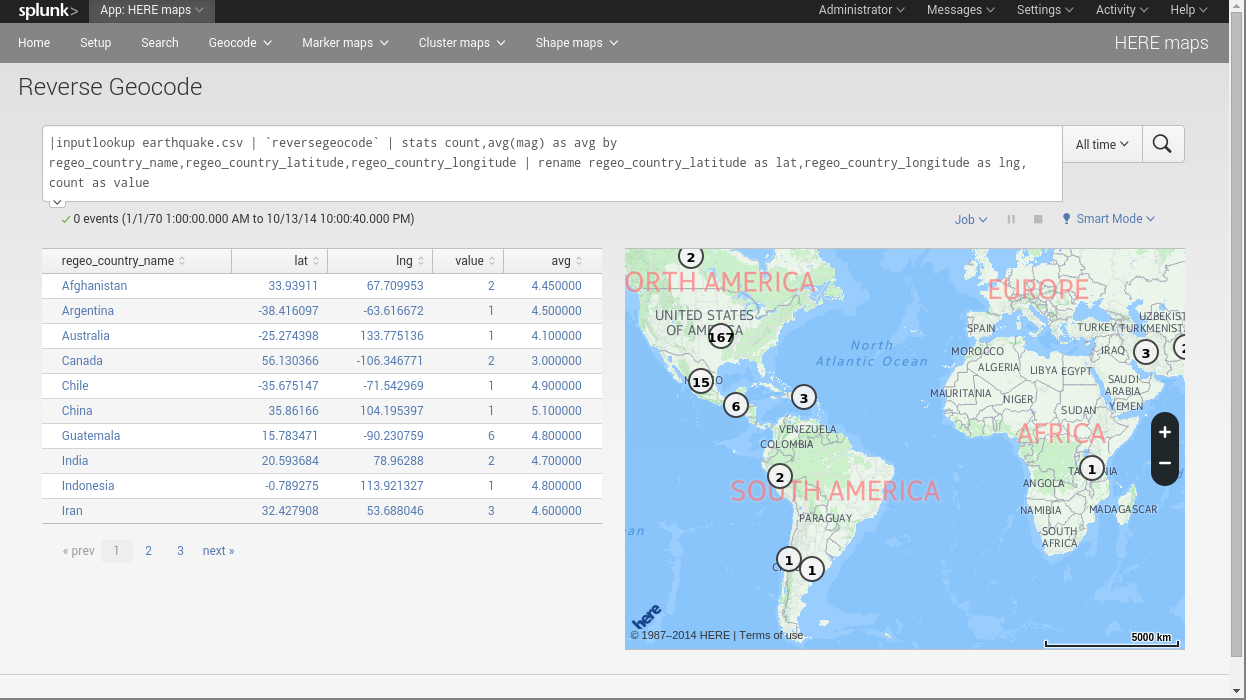 splunk> App: HERE maps Administrator Messages Settings Activity Help
Home Setup Search Geocode Marker maps Cluster maps Shape maps HERE maps
Reverse Geocode
|inputlookup earthquake.csv | `reversegeocode` | stats count,avg(mag) as avg by
regeo_country_name,regeo_country_latitude,regeo_country_longitude | rename regeo_country_latitude as lat,regeo_country_longitude as lng,
count as value
All time
0 events (1/1/70 1:00:00.000 AM to 10/13/14 10:00:40.000 PM)
Job Smart Mode
regeo_country_name lat lng value avg
Afghanistan 33.93911 67.709953 2 4.450000
Argentina -38.416097 -63.616672 1 4.500000
Australia -25.274398 133.775136 1 4.100000
Canada 56.130366 -106.346771 2 3.000000
Chile -35.675147 -71.542969 1 4.900000
China 35.86166 104.195397 1 5.100000
Guatemala 15.783471 -90.230759 6 4.800000
India 20.593684 78.96288 2 4.700000
Indonesia -0.789275 113.921327 1 4.800000
Iran 32.427908 53.688046 3 4.600000
« prev 1 2 3 next »
2
ORTH AMERICA
EUROPE
UNITED STATES
OF AMERICA
167
UZBEKIST
SPAIN
TURKEY
TURKMENIST
North
Atlantic Ocean
MOROCCO
IRAQ
3
2
ALGERIA
LIBYA
EGYPT
15
SAUDI
ARABIA
MAURITANIA
NIGER
6
3
SUDAN
YEMEN
VENEZUELA
COLOMBIA
AFRICA
+
−
2
1
SOUTH AMERICA
ANGOLA
PARAGUAY
NAMIBIA
MADAGASCAR
SOUTH
AFRICA
ean
1
1
here
© 1987–2014 HERE | Terms of use
5000 km